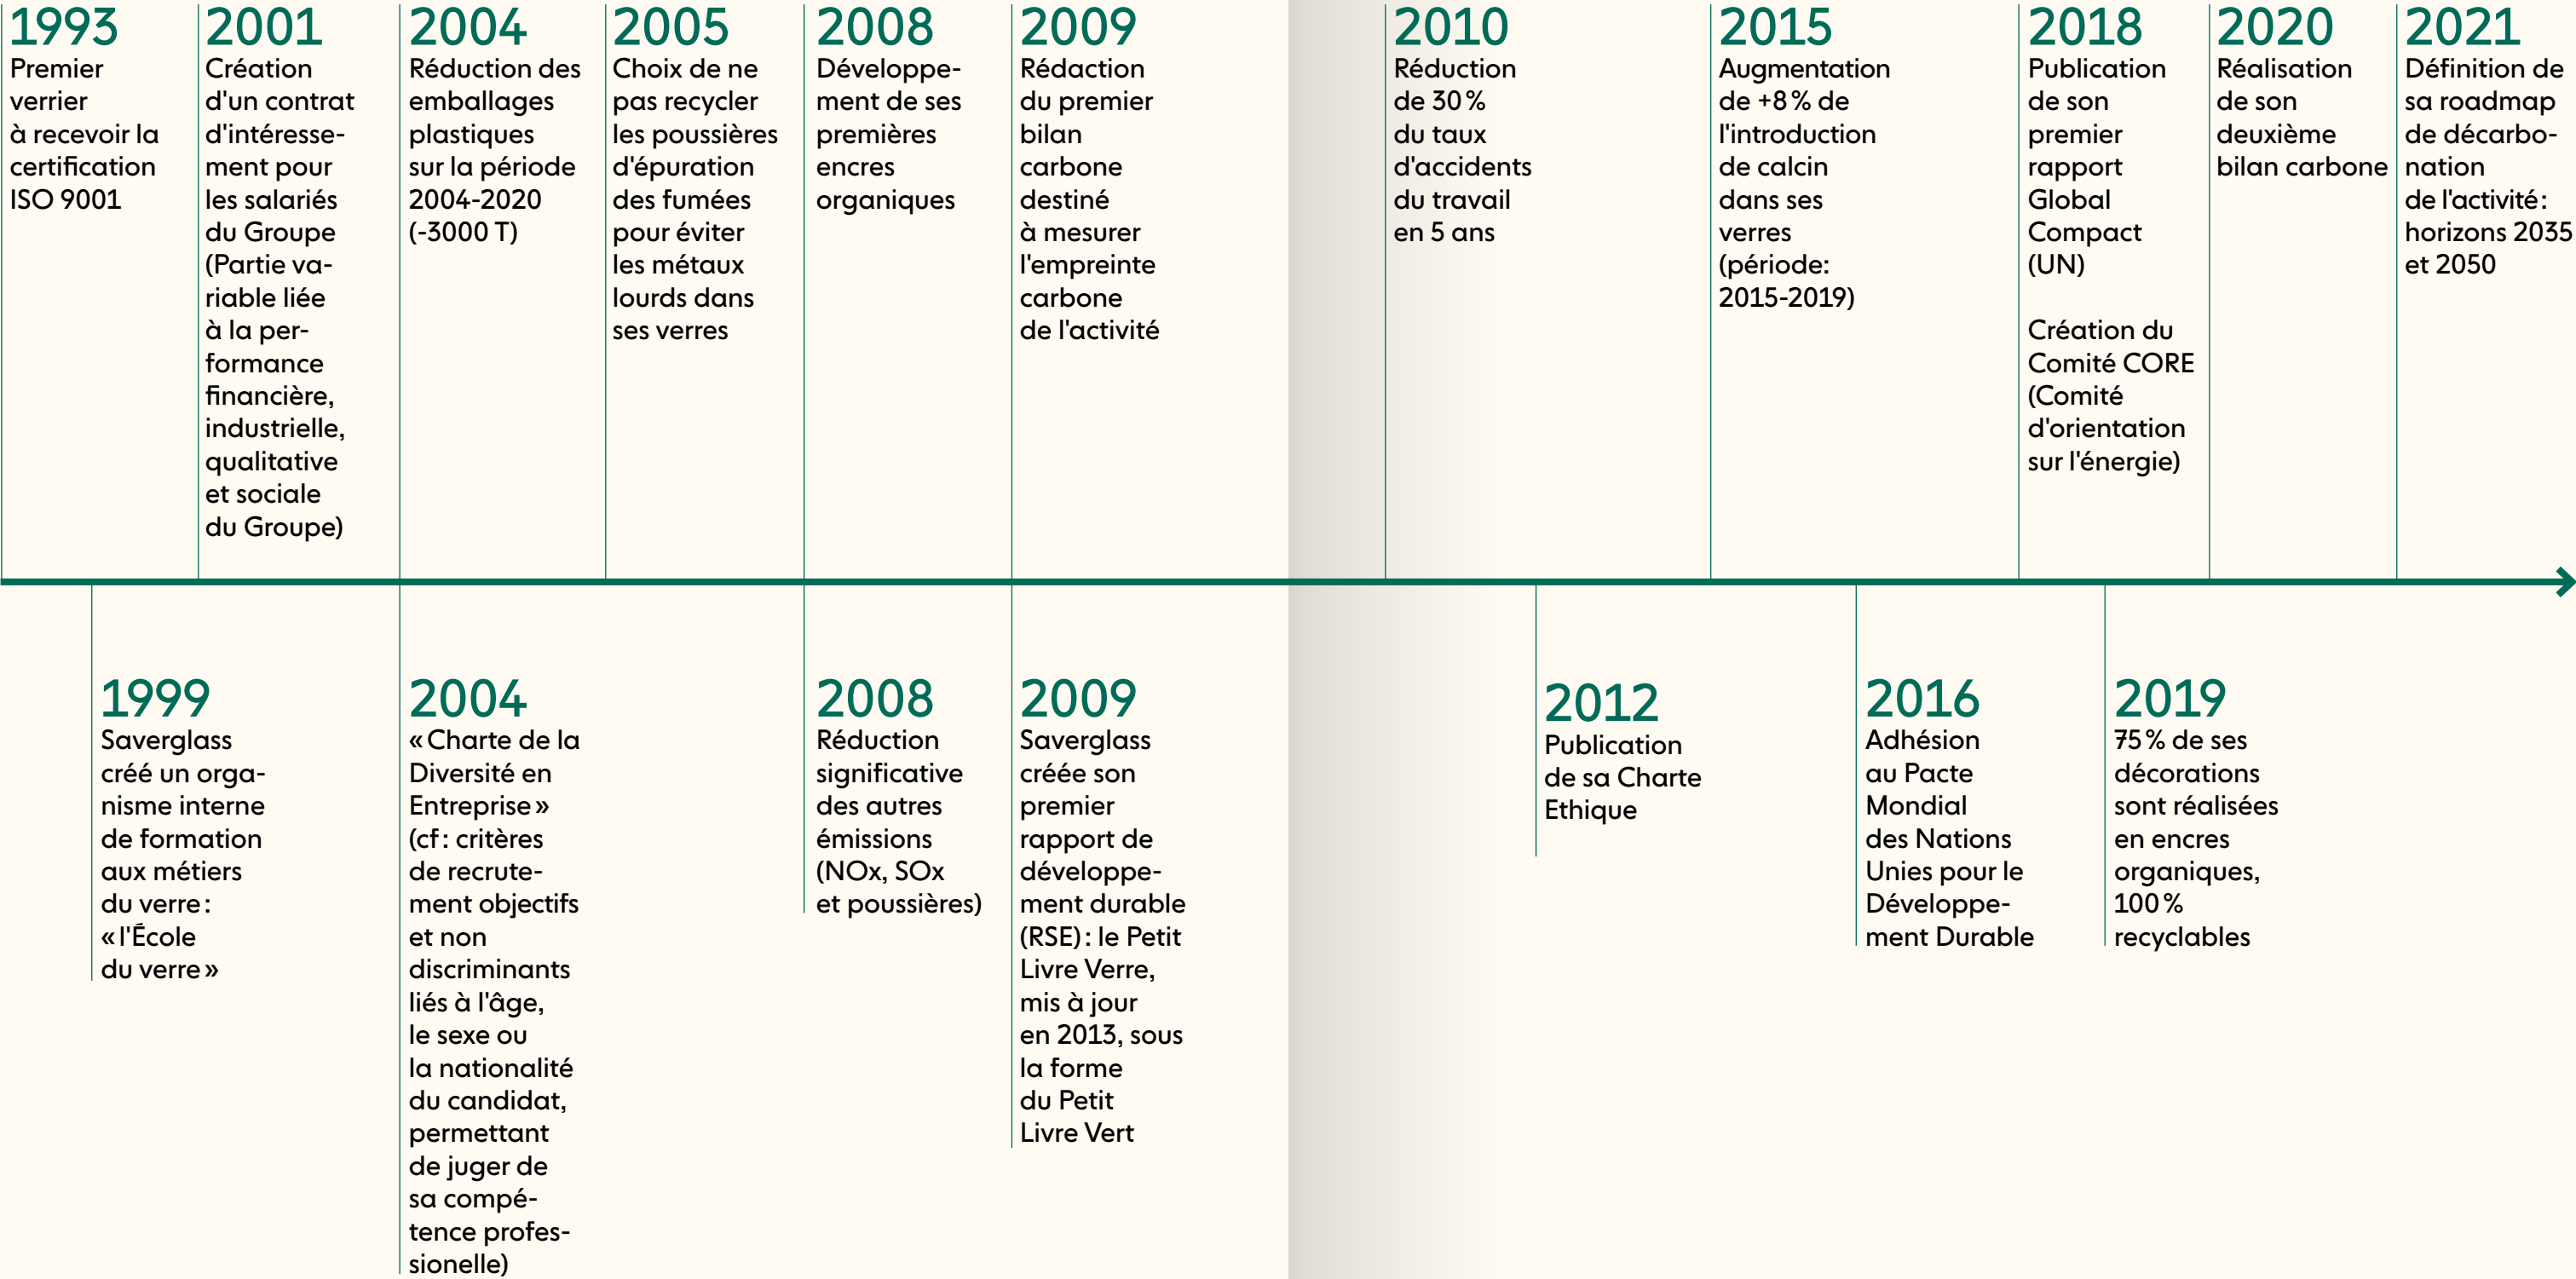 1993
Premier
verrier
à recevoir la
certification
ISO 9001
2001
Création
d'un contrat
d'intéresse-
ment pour
les salariés
du Groupe
(Partie va-
riable liée
à la per-
formance
financière,
industrielle,
qualitative
et sociale
du Groupe)
2004
Réduction des
emballages
plastiques
sur la période
2004-2020
(-3000 T)
2005
Choix de ne
pas recycler
les poussières
d'épuration
des fumées
pour éviter
les métaux
lourds dans
ses verres
2008
Développe-
ment de ses
premières
encres
organiques
2009
Rédaction
du premier
bilan
carbone
destiné
à mesurer
l'empreinte
carbone
de l'activité
2010
Réduction
de 30 %
du taux
d'accidents
du travail
en 5 ans
2015
Augmentation
de +8 % de
l'introduction
de calcin
dans ses
verres
(période:
2015-2019)
2018
Publication
de son
premier
rapport
Global
Compact
(UN)
Création du
Comité CORE
(Comité
d'orientation
sur l'énergie)
2020
Réalisation
de son
deuxième
bilan carbone
2021
Définition de
sa roadmap
de décarbo-
nation
de l'activité :
horizons 2035
et 2050
1999
Saverglass
créé un orga-
nisme interne
de formation
aux métiers
du verre :
« l'École
du verre »
2004
« Charte de la
Diversité en
Entreprise »
(cf : critères
de recrute-
ment objectifs
et non
discriminants
liés à l'âge,
le sexe ou
la nationalité
du candidat,
permettant
de juger de
sa compé-
tence profes-
sionelle)
2008
Réduction
significative
des autres
émissions
(NOx, SOx
et poussières)
2009
Saverglass
créée son
premier
rapport de
développe-
ment durable
(RSE) : le Petit
Livre Verre,
mis à jour
en 2013, sous
la forme
du Petit
Livre Vert
2012
Publication
de sa Charte
Ethique
2016
Adhésion
au Pacte
Mondial
des Nations
Unies pour le
Développe-
ment Durable
2019
75 % de ses
décorations
sont réalisées
en encres
organiques,
100 %
recyclables